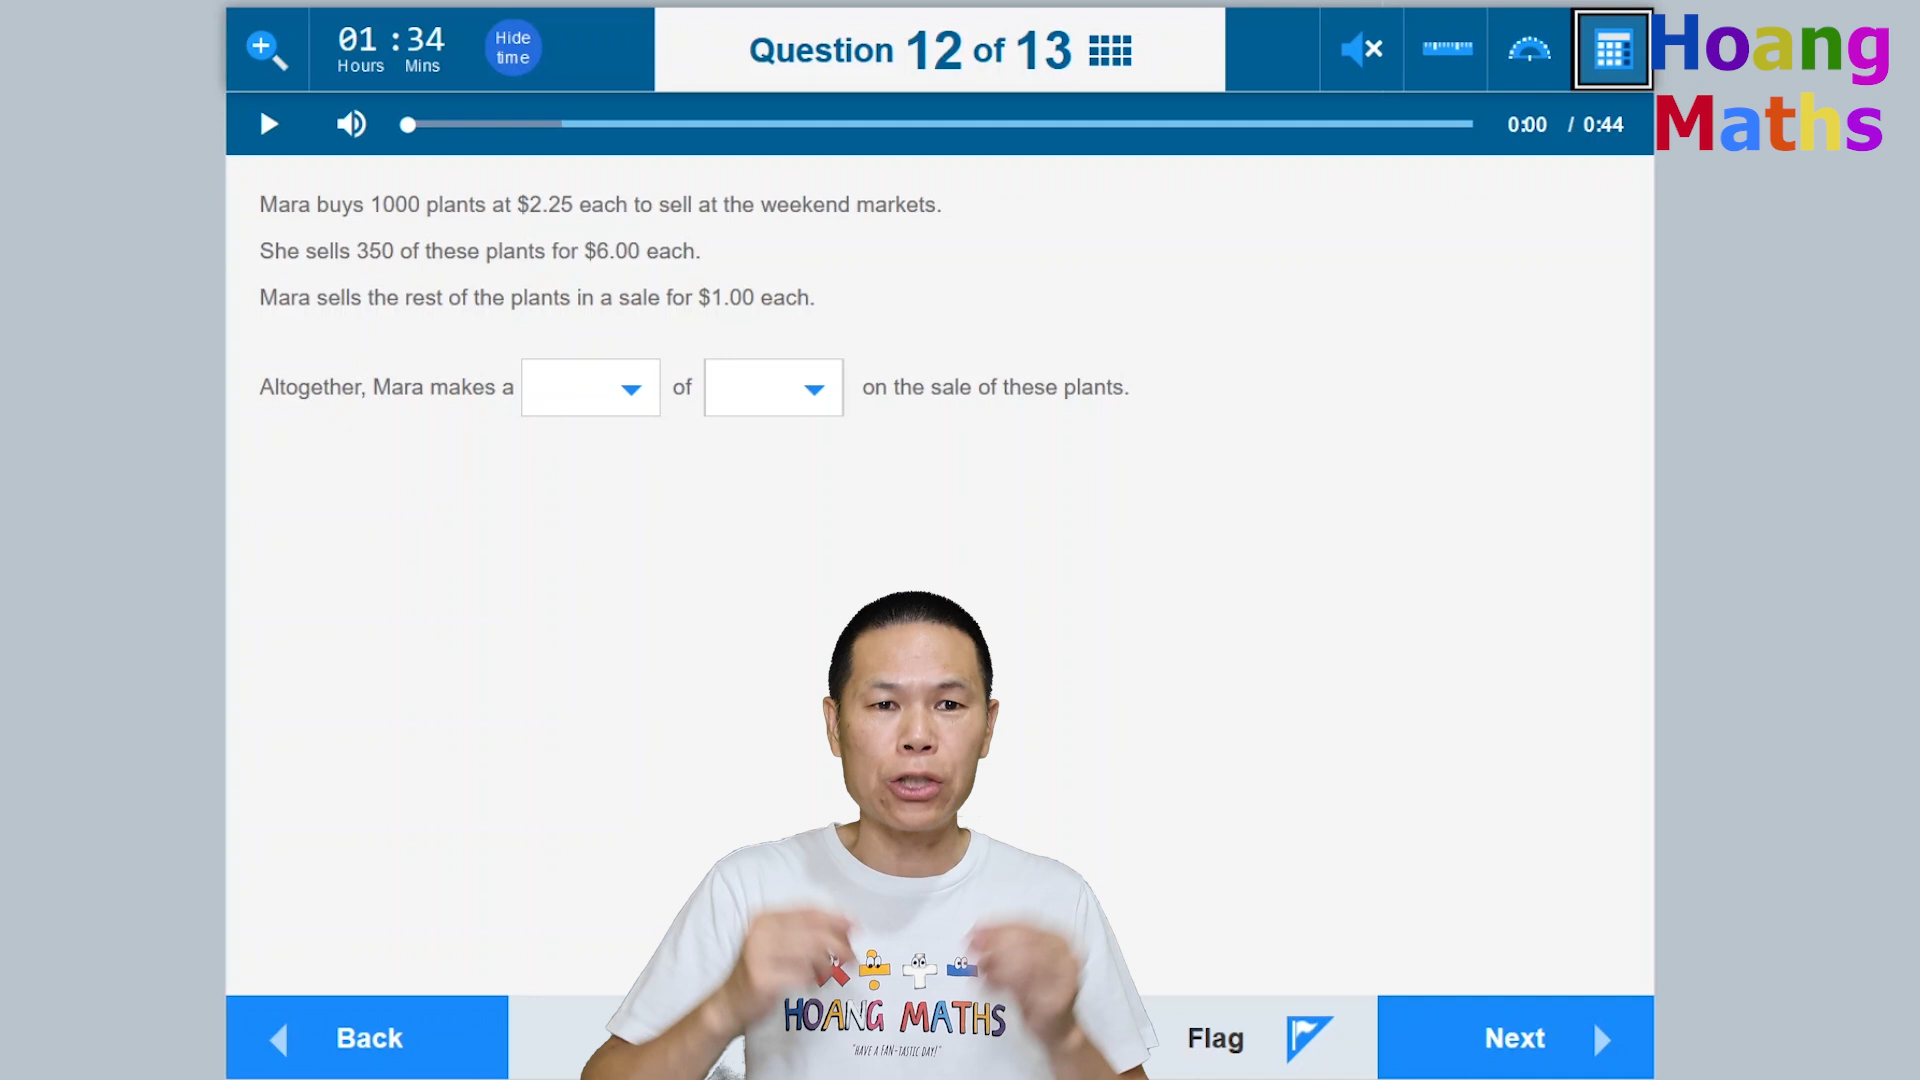 01 : 34
Hours Mins
Hide
time
Question 12 of 13
Hoang
Maths
0:00 / 0:44
Mara buys 1000 plants at $2.25 each to sell at the weekend markets.
She sells 350 of these plants for $6.00 each.
Mara sells the rest of the plants in a sale for $1.00 each.
Altogether, Mara makes a of on the sale of these plants.
HOANG MATHS
"HAVE A FAN-TASTIC DAY!"
Back
Flag
Next